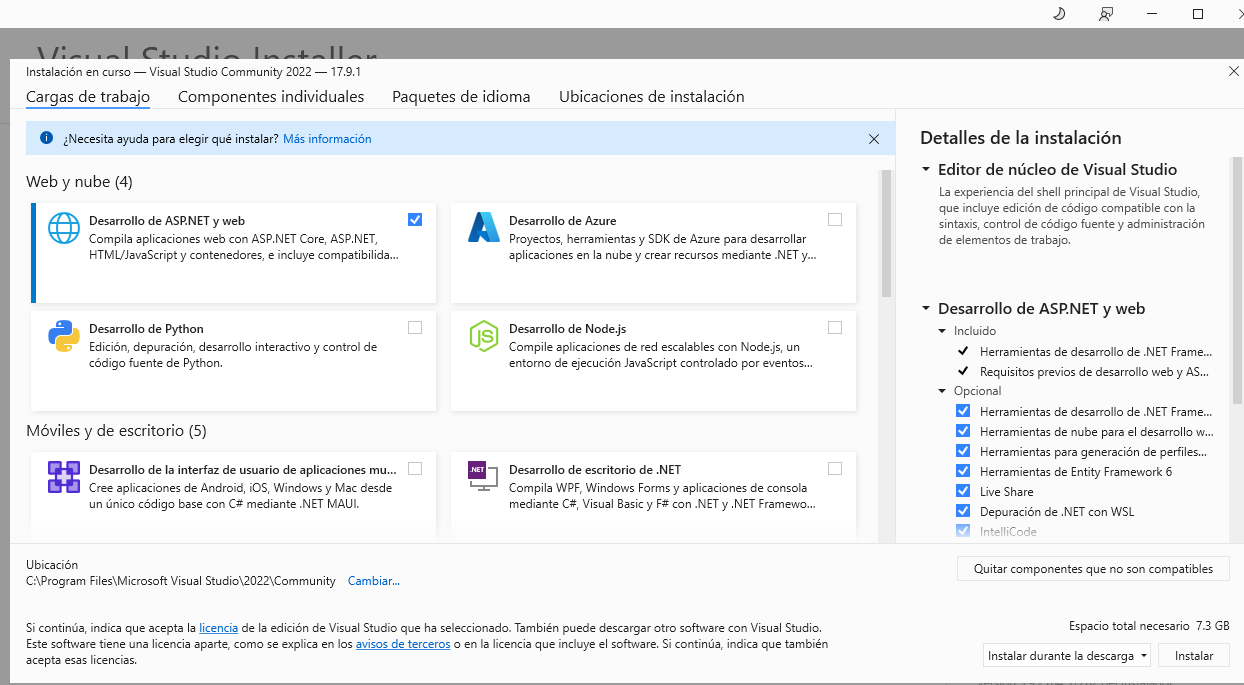 Visual Studio Installer
Instalación en curso — Visual Studio Community 2022 — 17.9.1
Cargas de trabajo
Componentes individuales
Paquetes de idioma
Ubicaciones de instalación
¿Necesita ayuda para elegir qué instalar? Más información
Web y nube (4)
Desarrollo de ASP.NET y web
Compila aplicaciones web con ASP.NET Core, ASP.NET,
HTML/JavaScript y contenedores, e incluye compatibilida...
Desarrollo de Azure
Proyectos, herramientas y SDK de Azure para desarrollar
aplicaciones en la nube y crear recursos mediante .NET y...
Desarrollo de Python
Edición, depuración, desarrollo interactivo y control de
código fuente de Python.
JS
Desarrollo de Node.js
Compile aplicaciones de red escalables con Node.js, un
entorno de ejecución JavaScript controlado por eventos...
Móviles y de escritorio (5)
Desarrollo de la interfaz de usuario de aplicaciones mu...
Cree aplicaciones de Android, iOS, Windows y Mac desde
un único código base con C# mediante .NET MAUI.
.NET
Desarrollo de escritorio de .NET
Compila WPF, Windows Forms y aplicaciones de consola
mediante C#, Visual Basic y F# con .NET y .NET Framewo...
Detalles de la instalación
Editor de núcleo de Visual Studio
La experiencia del shell principal de Visual Studio,
que incluye edición de código compatible con la
sintaxis, control de código fuente y administración
de elementos de trabajo.
Desarrollo de ASP.NET y web
Incluido
Herramientas de desarrollo de .NET Frame...
Requisitos previos de desarrollo web y AS...
Opcional
Herramientas de desarrollo de .NET Frame...
Herramientas de nube para el desarrollo w...
Herramientas para generación de perfiles...
Herramientas de Entity Framework 6
Live Share
Depuración de .NET con WSL
IntelliCode
Ubicación
C:\Program Files\Microsoft Visual Studio\2022\Community Cambiar...
Quitar componentes que no son compatibles
Si continúa, indica que acepta la licencia de la edición de Visual Studio que ha seleccionado. También puede descargar otro software con Visual Studio.
Este software tiene una licencia aparte, como se explica en los avisos de terceros o en la licencia que incluye el software. Si continúa, indica que también
acepta esas licencias.
Espacio total necesario 7.3 GB
Instalar durante la descarga
Instalar